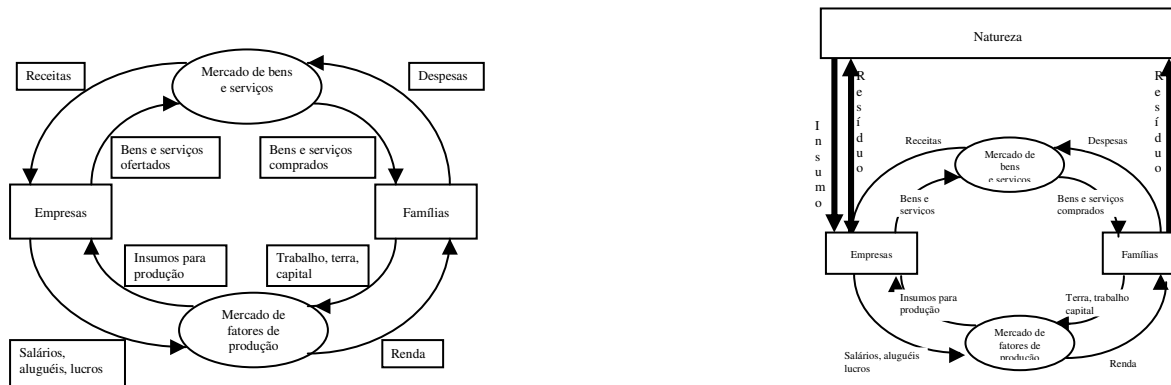 Receitas
Mercado de bens
e serviços
Despesas
Bens e serviços
ofertados
Bens e serviços
comprados
Empresas
Famílias
Insumos para
produção
Trabalho, terra,
capital
Mercado de
fatores de
produção
Salários,
aluguéis, lucros
Renda
Natureza
Insumo
Resíduo
Resíduo
Receitas
Mercado de
bens
e serviços
Despesas
Bens e
serviços
Bens e serviços
comprados
Empresas
Famílias
Insumos para
produção
Terra, trabalho
capital
Mercado de
fatores de
produção
Salários, aluguéis
lucros
Renda